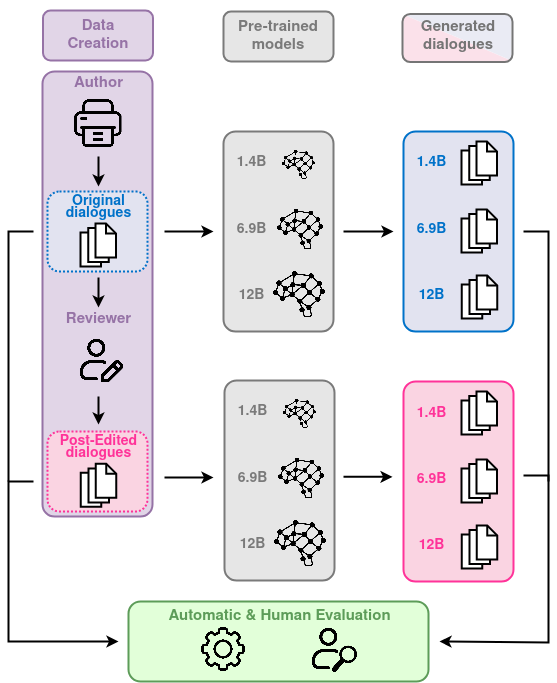 Data
Creation
Pre-trained
models
Generated
dialogues
Author
Original
dialogues
Reviewer
Post-Edited
dialogues
1.4B
6.9B
12B
1.4B
6.9B
12B
1.4B
6.9B
12B
1.4B
6.9B
12B
Automatic & Human Evaluation